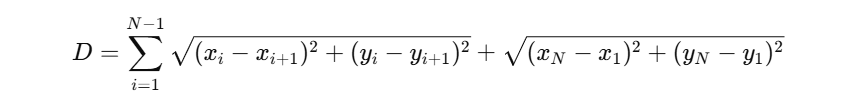 D = \sum_{i=1}^{N-1} \sqrt{(x_i - x_{i+1})^2 + (y_i - y_{i+1})^2} + \sqrt{(x_N - x_1)^2 + (y_N - y_1)^2}